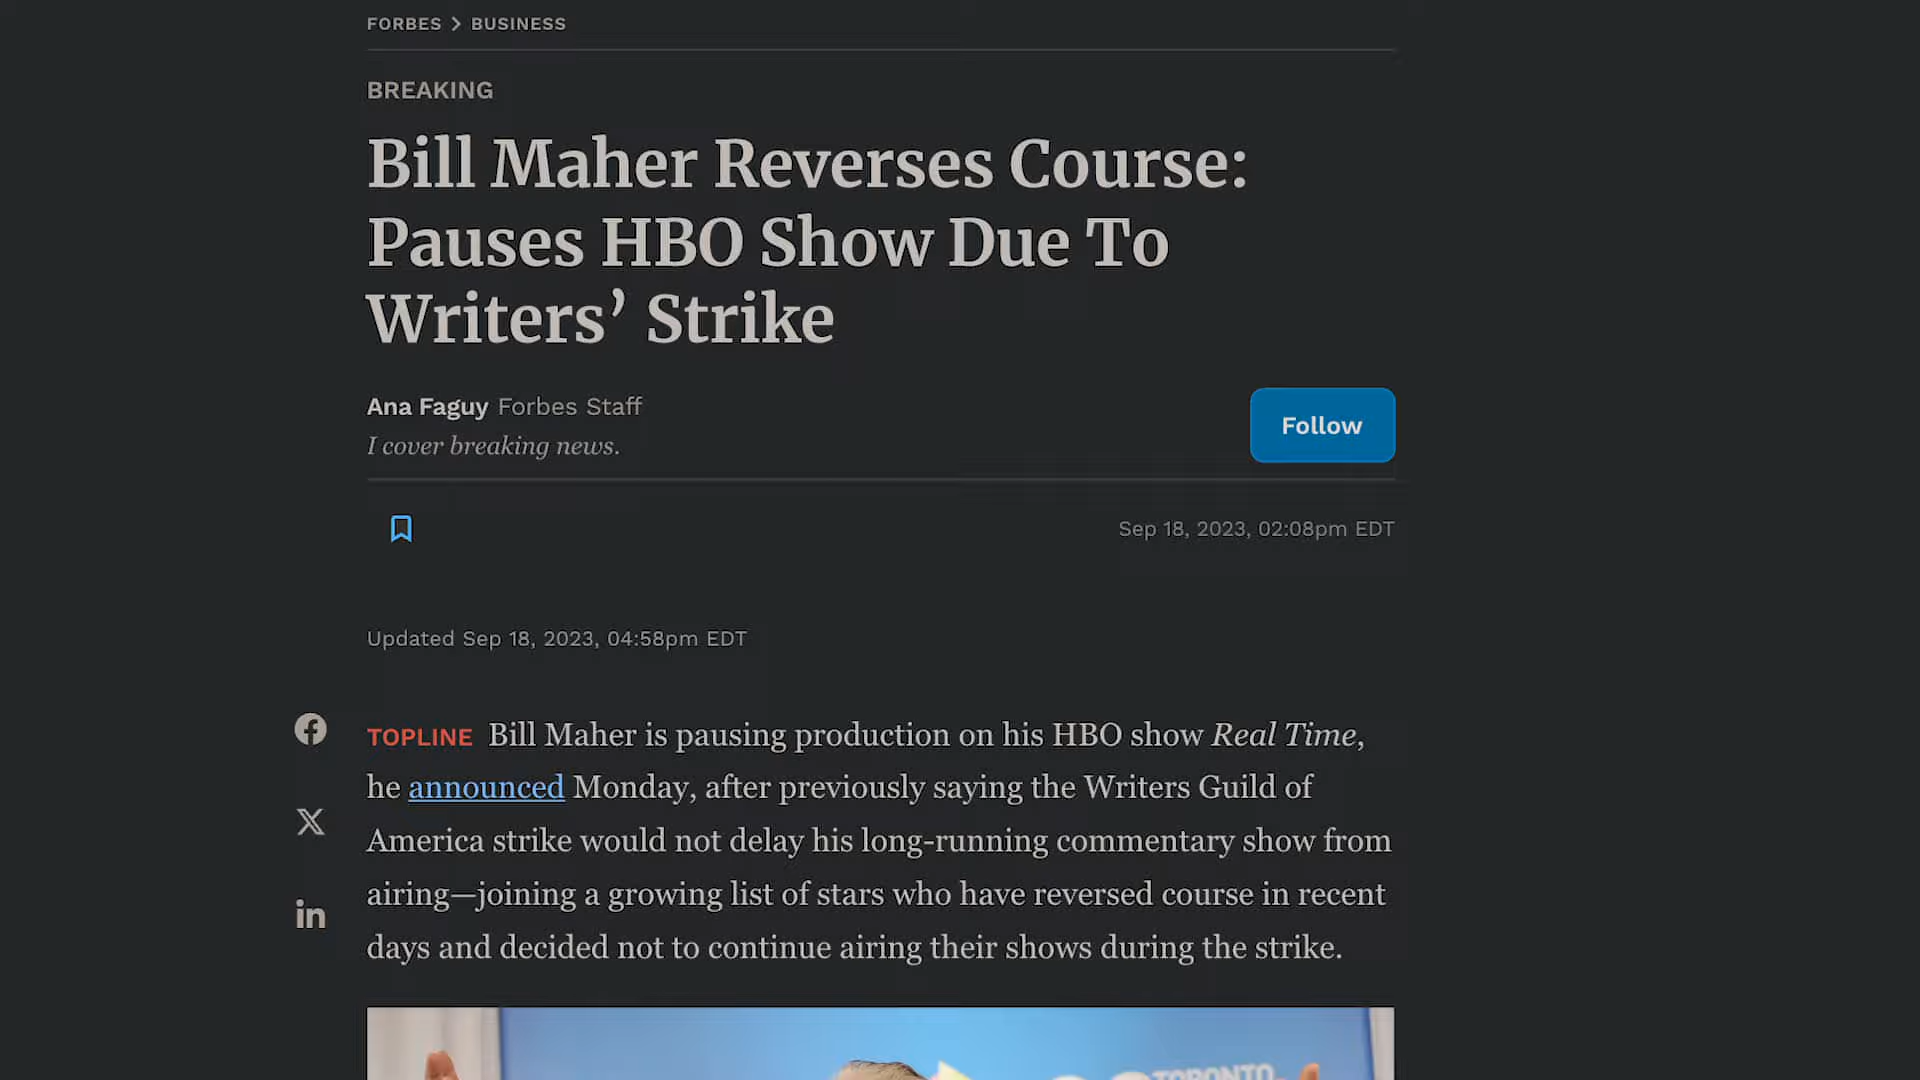 FORBES > BUSINESS
BREAKING
Bill Maher Reverses Course:
Pauses HBO Show Due To
Writers’ Strike
Ana Faguy Forbes Staff
I cover breaking news.
Follow
Sep 18, 2023, 02:08pm EDT
Updated Sep 18, 2023, 04:58pm EDT
TOPLINE Bill Maher is pausing production on his HBO show Real Time,
he announced Monday, after previously saying the Writers Guild of
America strike would not delay his long-running commentary show from
airing—joining a growing list of stars who have reversed course in recent
days and decided not to continue airing their shows during the strike.
TORONTO